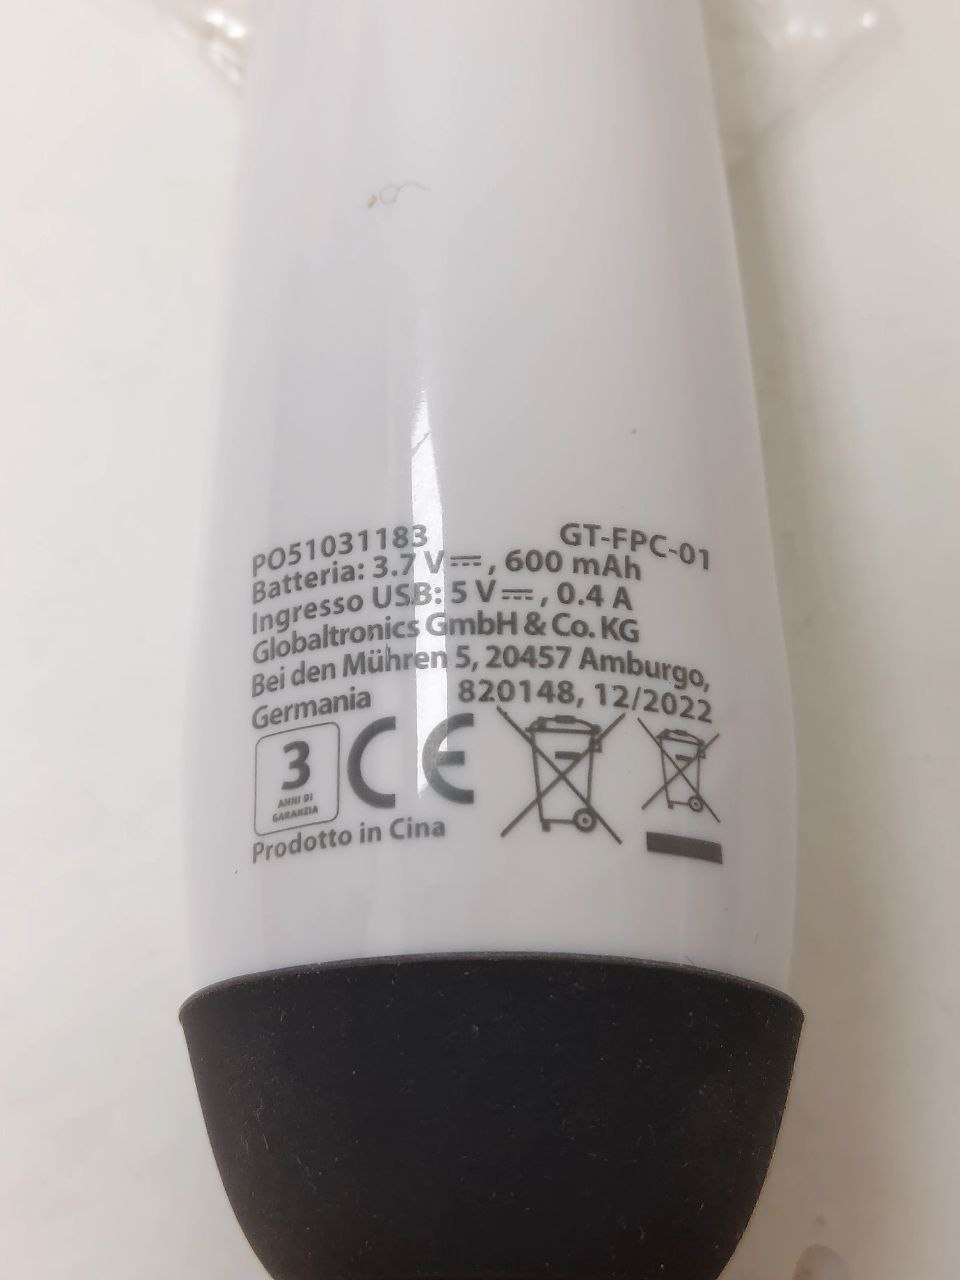 PO51031183 GT-FPC-01
Batteria: 3.7 V⎓, 600 mAh
Ingresso USB: 5 V⎓, 0.4 A
Globaltronics GmbH & Co. KG
Bei den Mühren 5, 20457 Amburgo,
Germania 820148, 12/2022
3
ANNI DI
GARANZIA
CE
Prodotto in Cina